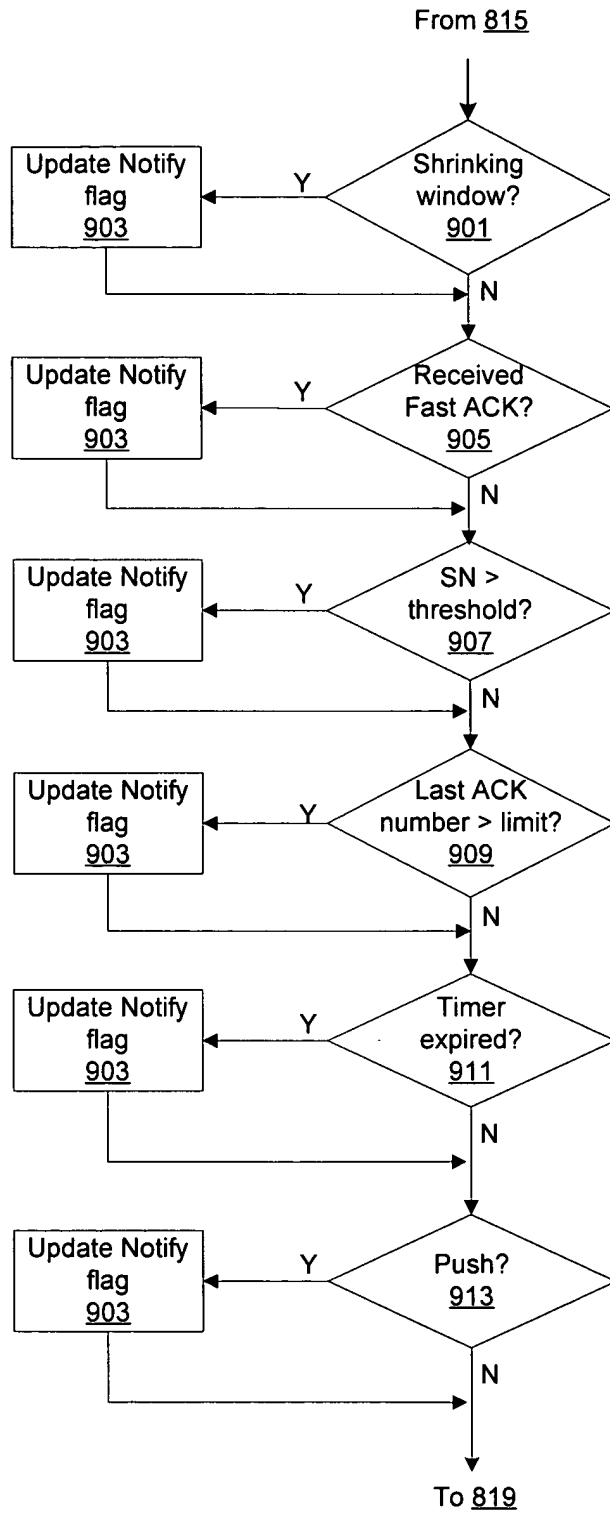 From 815
Update Notify
flag
903
Y
Shrinking
window?
901
N
Update Notify
flag
903
Y
Received
Fast ACK?
905
N
Update Notify
flag
903
Y
SN >
threshold?
907
N
Update Notify
flag
903
Y
Last ACK
number > limit?
909
N
Update Notify
flag
903
Y
Timer
expired?
911
N
Update Notify
flag
903
Y
Push?
913
N
To 819